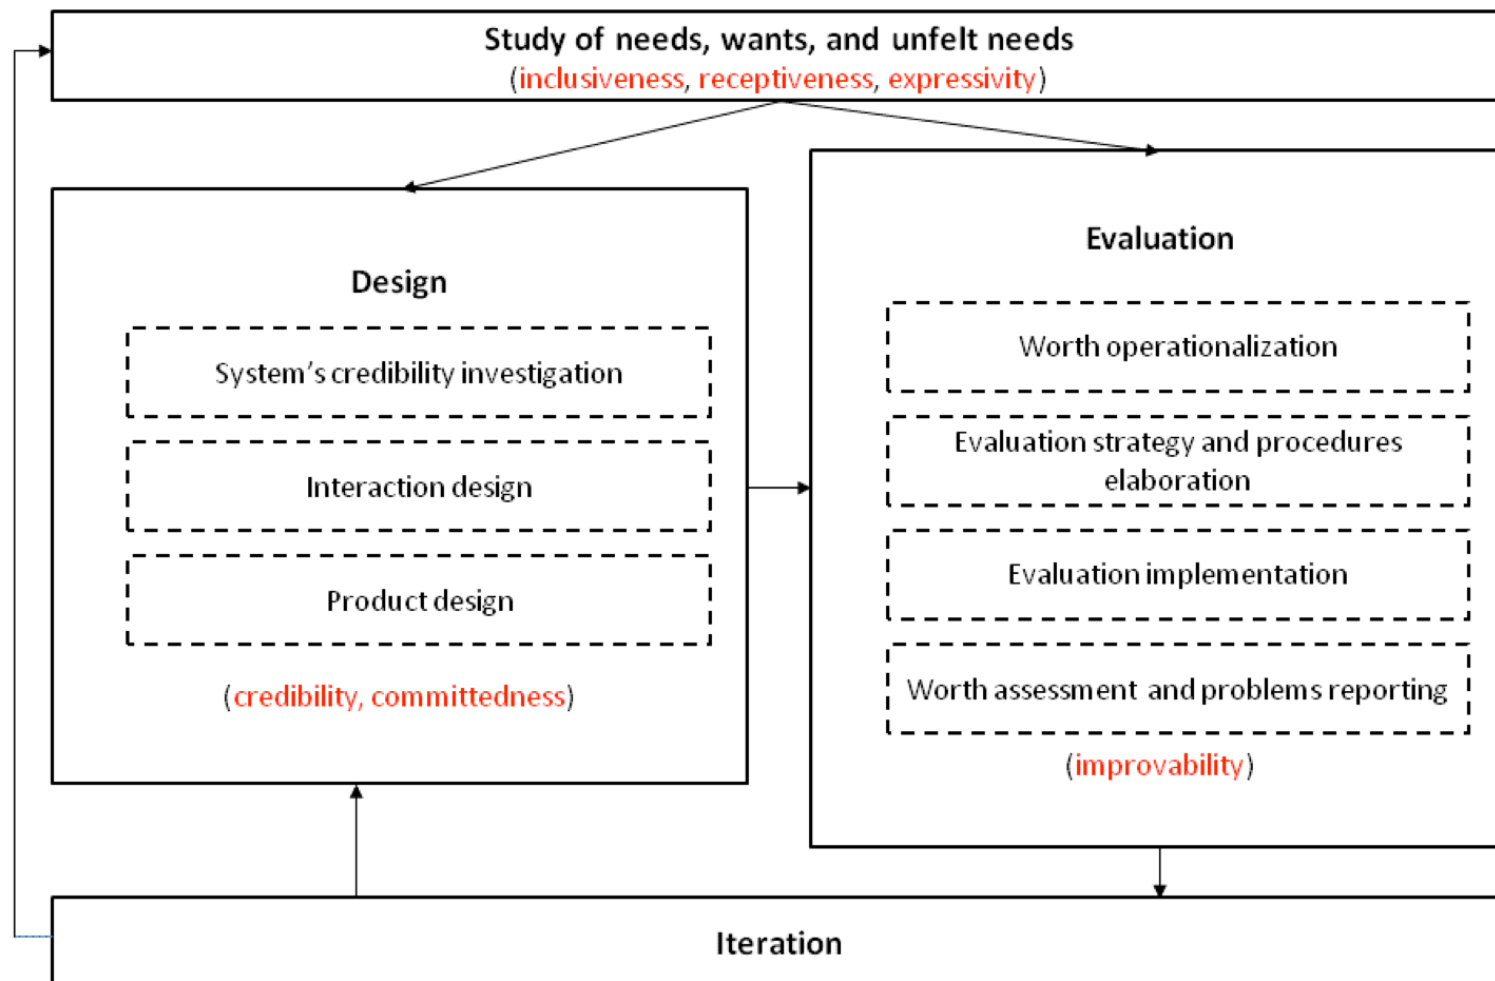 Study of needs, wants, and unfelt needs
(inclusiveness, receptiveness, expressivity)
Design
System's credibility investigation
Interaction design
Product design
(credibility, committedness)
Evaluation
Worth operationalization
Evaluation strategy and procedures
elaboration
Evaluation implementation
Worth assessment and problems reporting
(improvability)
Iteration